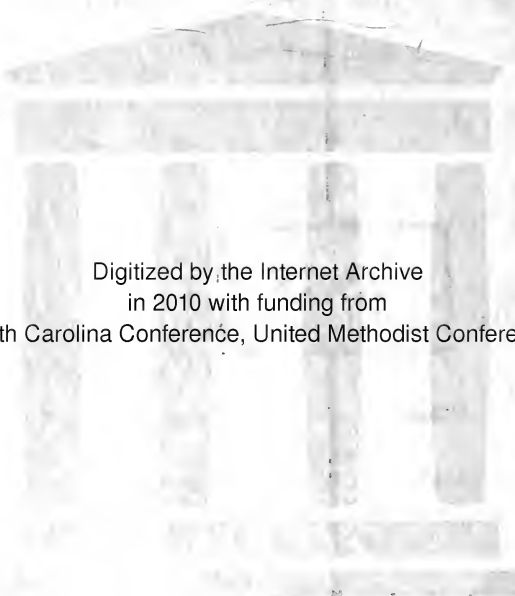 Digitized by the Internet Archive
in 2010 with funding from
th Carolina Conference, United Methodist Confere